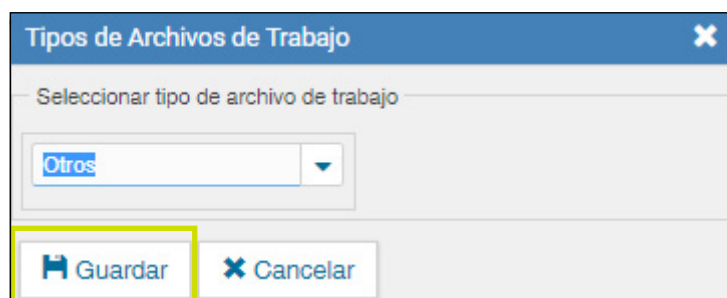 Tipos de Archivos de Trabajo
Seleccionar tipo de archivo de trabajo
Otros
Guardar
Cancelar